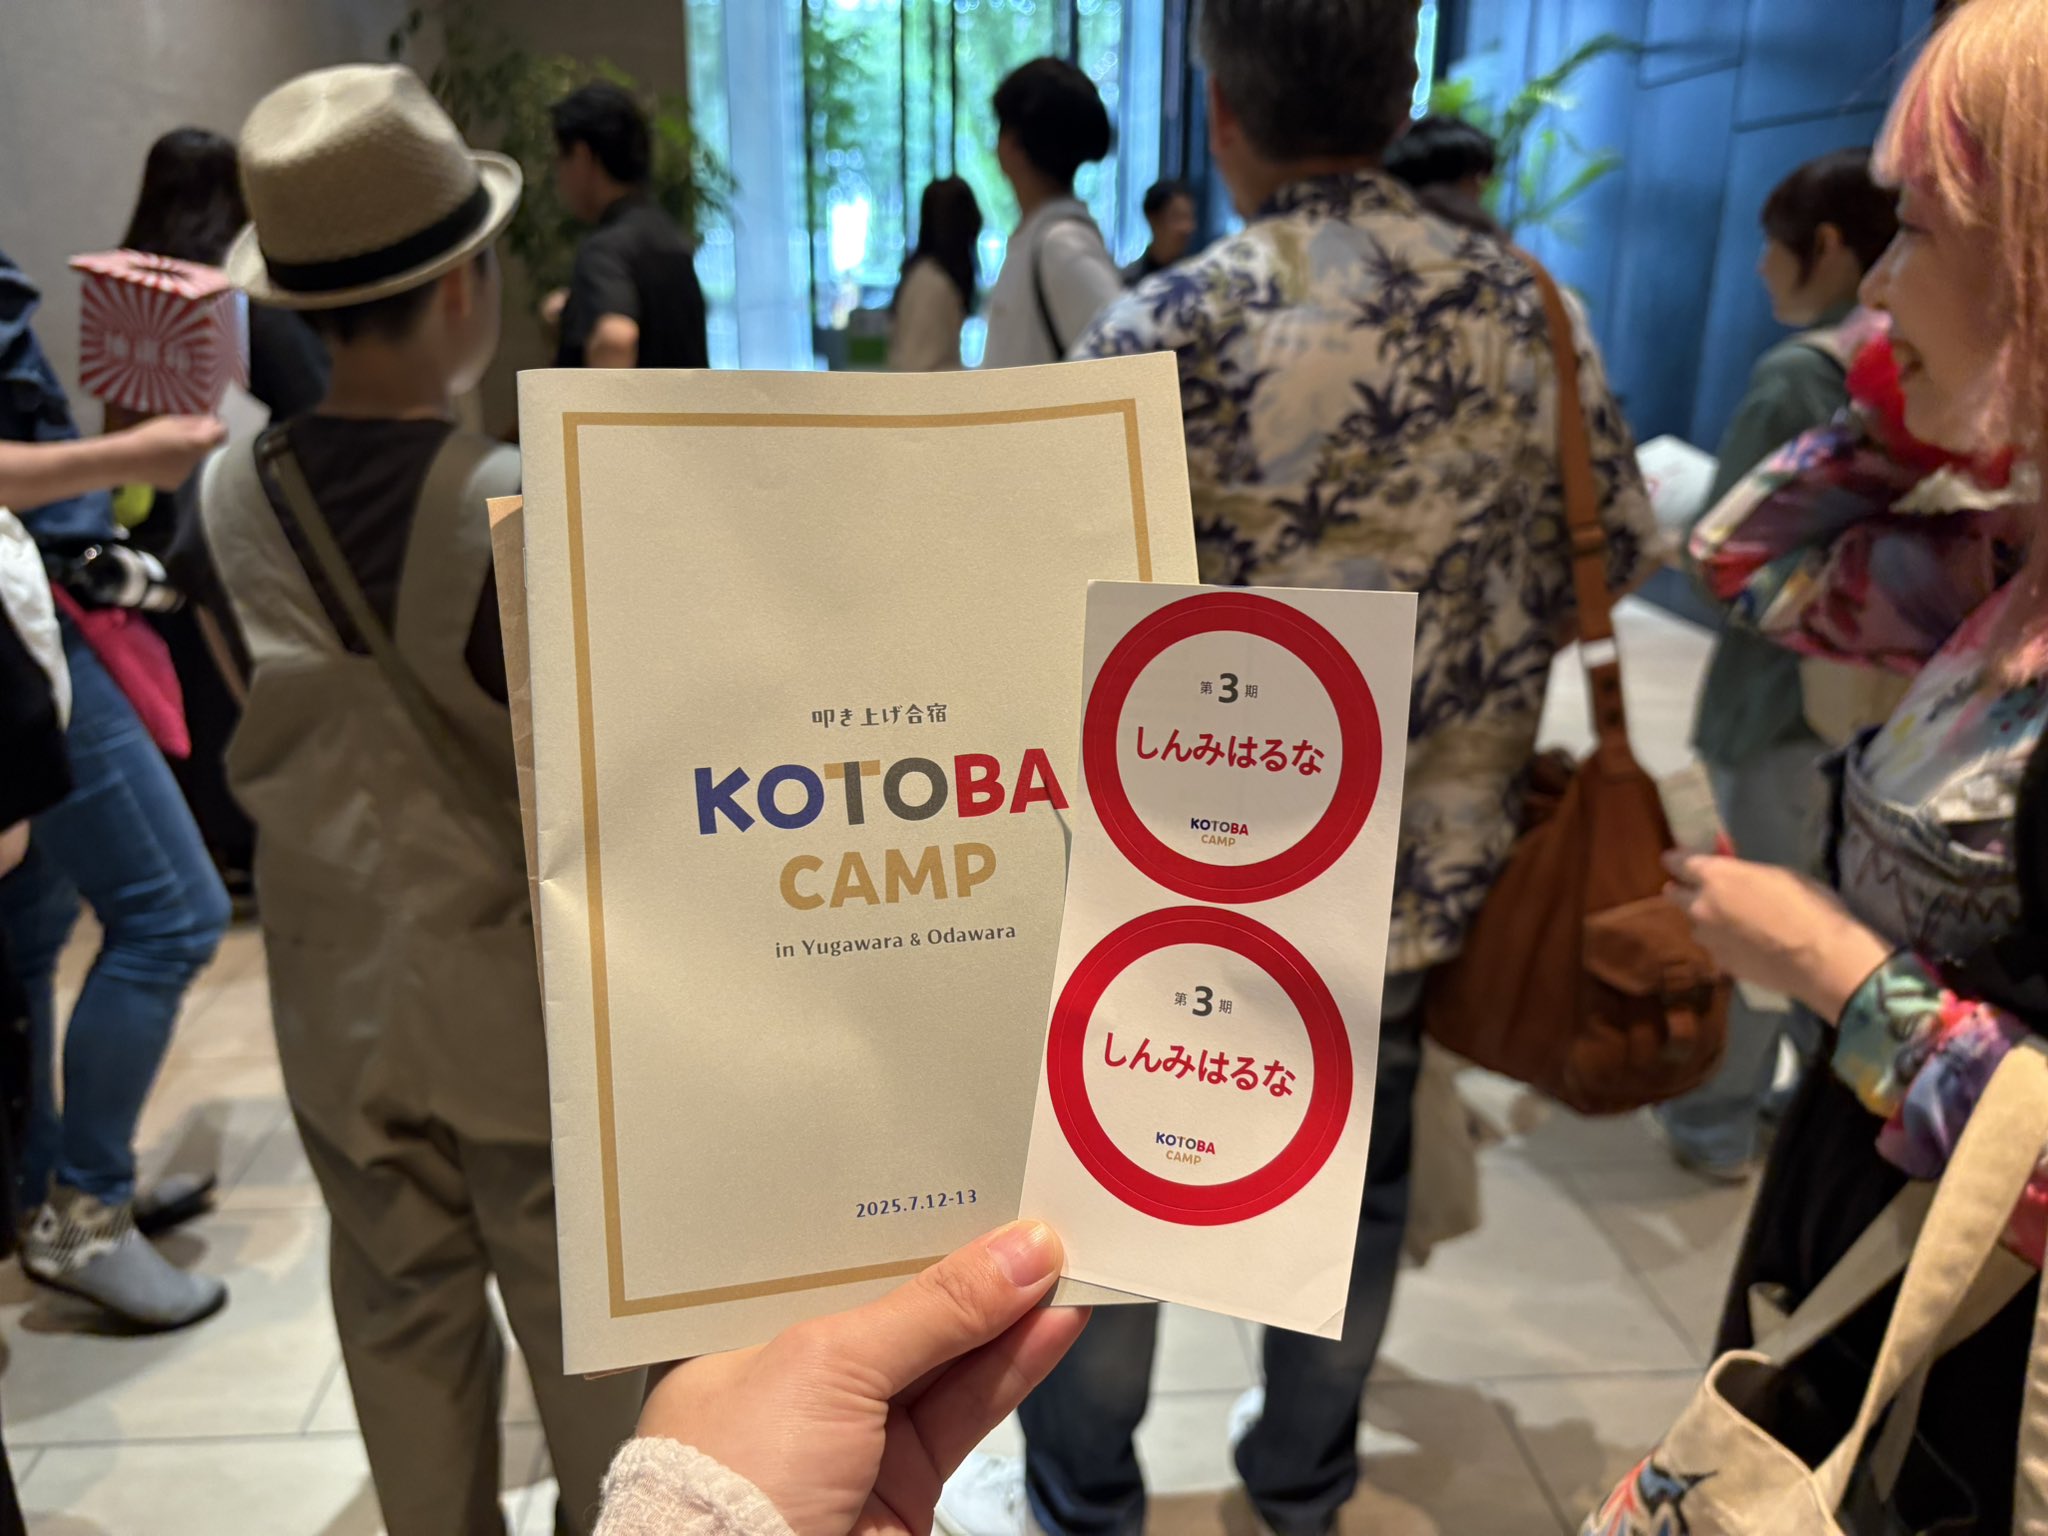 叩き上げ合宿
KOTOBA
CAMP
in Yugawara & Odawara
2025.7.12-13
第3期
しんみはるな
KOTOBA
CAMP
第3期
しんみはるな
KOTOBA
CAMP